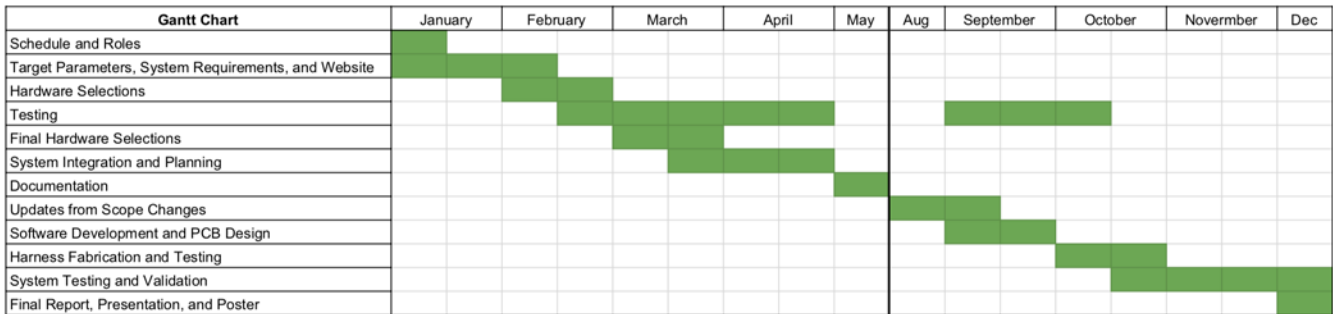 Gantt Chart January February March April May Aug September October Novermber Dec
Schedule and Roles
Target Parameters, System Requirements, and Website
Hardware Selections
Testing
Final Hardware Selections
System Integration and Planning
Documentation
Updates from Scope Changes
Software Development and PCB Design
Harness Fabrication and Testing
System Testing and Validation
Final Report, Presentation, and Poster